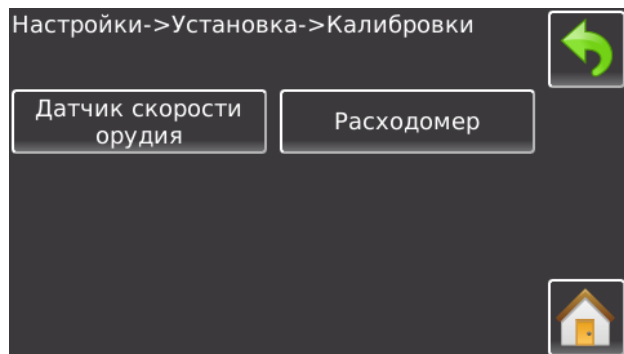 Настройки->Установка->Калибровки
Датчик скорости
орудия
Расходомер